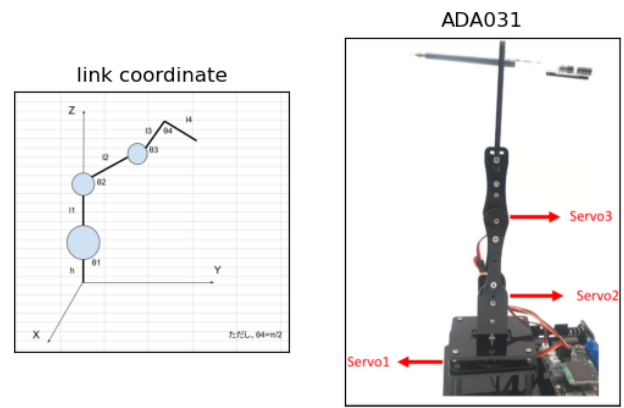 link coordinate
Z
l3
θ4
l4
l2
θ3
θ2
l1
θ1
h
Y
X
ただし、θ4=π/2
ADA031
Servo3
Servo2
Servo1